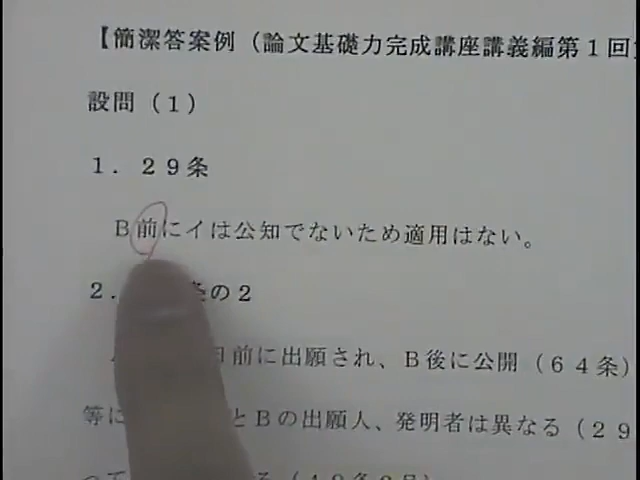 【簡潔答案例（論文基礎力完成講座講義編第１回
設問（１）
１．２９条
B前にイは公知でないため適用はない。
２． 条の２
日前に出願され、B後に公開（６４条）
等に とBの出願人、発明者は異なる（２９